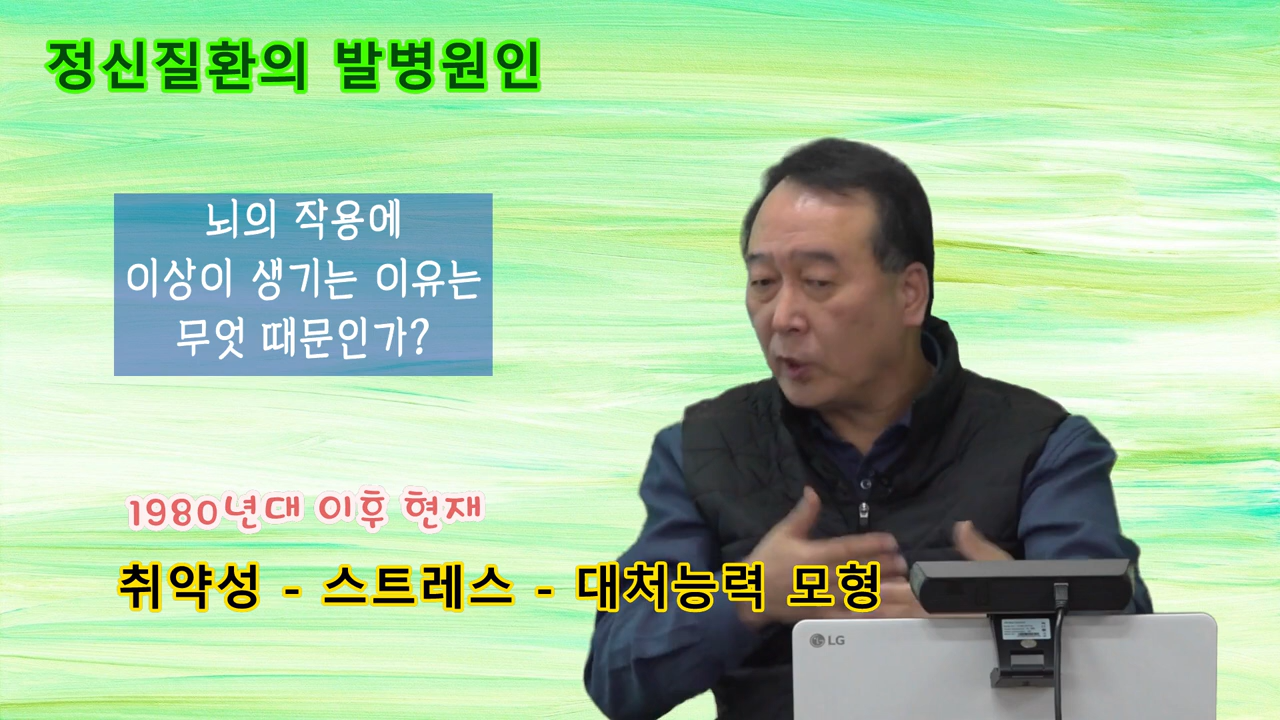 정신질환의 발병원인
뇌의 작용에
이상이 생기는 이유는
무엇 때문인가?
1980년대 이후 현재
취약성 - 스트레스 - 대처능력 모형
LG